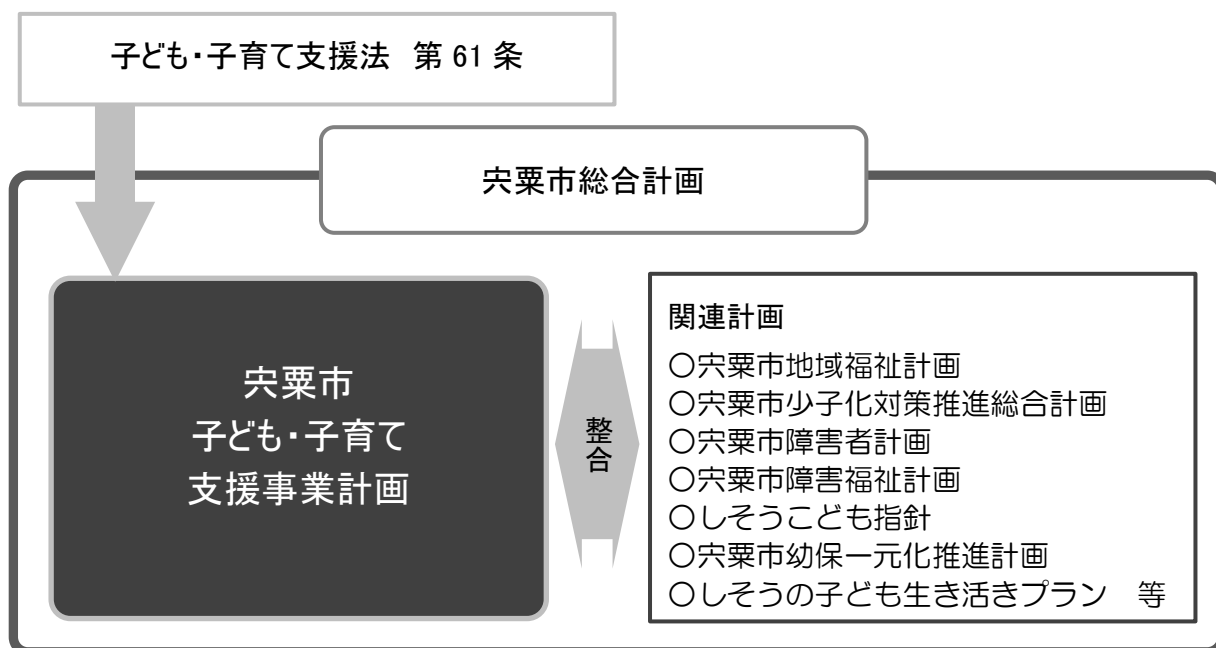 子ども・子育て支援法 第 61 条
宍粟市総合計画
宍粟市
子ども・子育て
支援事業計画
整合
関連計画
○宍粟市地域福祉計画
○宍粟市少子化対策推進総合計画
○宍粟市障害者計画
○宍粟市障害福祉計画
○しそうこども指針
○宍粟市幼保一元化推進計画
○しそうの子ども生き活きプラン 等